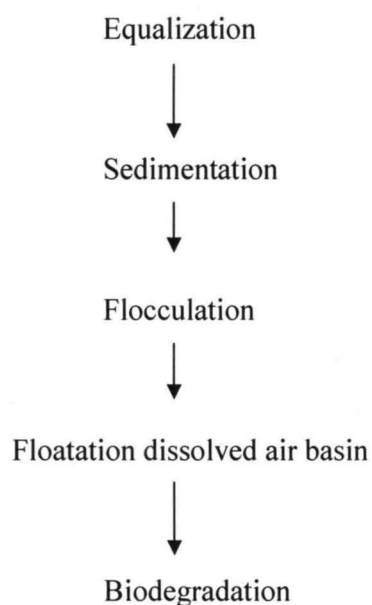 Equalization
Sedimentation
Flocculation
Floatation dissolved air basin
Biodegradation